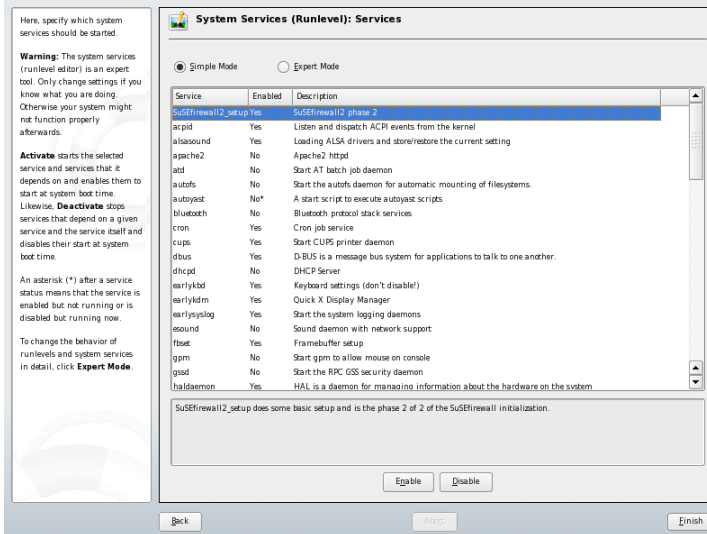 Here, specify which system
services should be started.
Warning: The system services
(runlevel editor) is an expert
tool. Only change settings if you
know what you are doing.
Otherwise your system might
not function properly
afterwards.
Activate starts the selected
service and services that it
depends on and enables them to
start at system boot time.
Likewise, Deactivate stops
services that depend on a given
service and the service itself and
disables their start at system
boot time.
An asterisk (*) after a service
status means that the service is
enabled but not running or is
disabled but running now.
To change the behavior of
runlevels and system services
in detail, click Expert Mode.
System Services (Runlevel): Services
Simple Mode Expert Mode
Service Enabled Description
SuSEfirewall2_setup Yes SuSEfirewall2 phase 2
acpid Yes Listen and dispatch ACPI events from the kernel
alsasound Yes Loading ALSA drivers and store/restore the current setting
apache2 No Apache2 httpd
atd No Start AT batch job daemon
autofs No Start the autofs daemon for automatic mounting of filesystems.
autoyast No* A start script to execute autoyast scripts
bluetooth No Bluetooth protocol stack services
cron Yes Cron job service
cups Yes Start CUPS printer daemon
dbus Yes D-BUS is a message bus system for applications to talk to one another.
dhcpd No DHCP Server
earlykbd Yes Keyboard settings (don't disable!)
earlykdm Yes Quick X Display Manager
earlysyslog Yes Start the system logging daemons
esound No Sound daemon with network support
fbset Yes Framebuffer setup
gpm No Start gpm to allow mouse on console
gssd No Start the RPC GSS security daemon
haldaemon Yes HAL is a daemon for managing information about the hardware on the system
SuSEfirewall2_setup does some basic setup and is the phase 2 of 2 of the SuSEfirewall initialization.
Enable Disable
Back Abort Finish